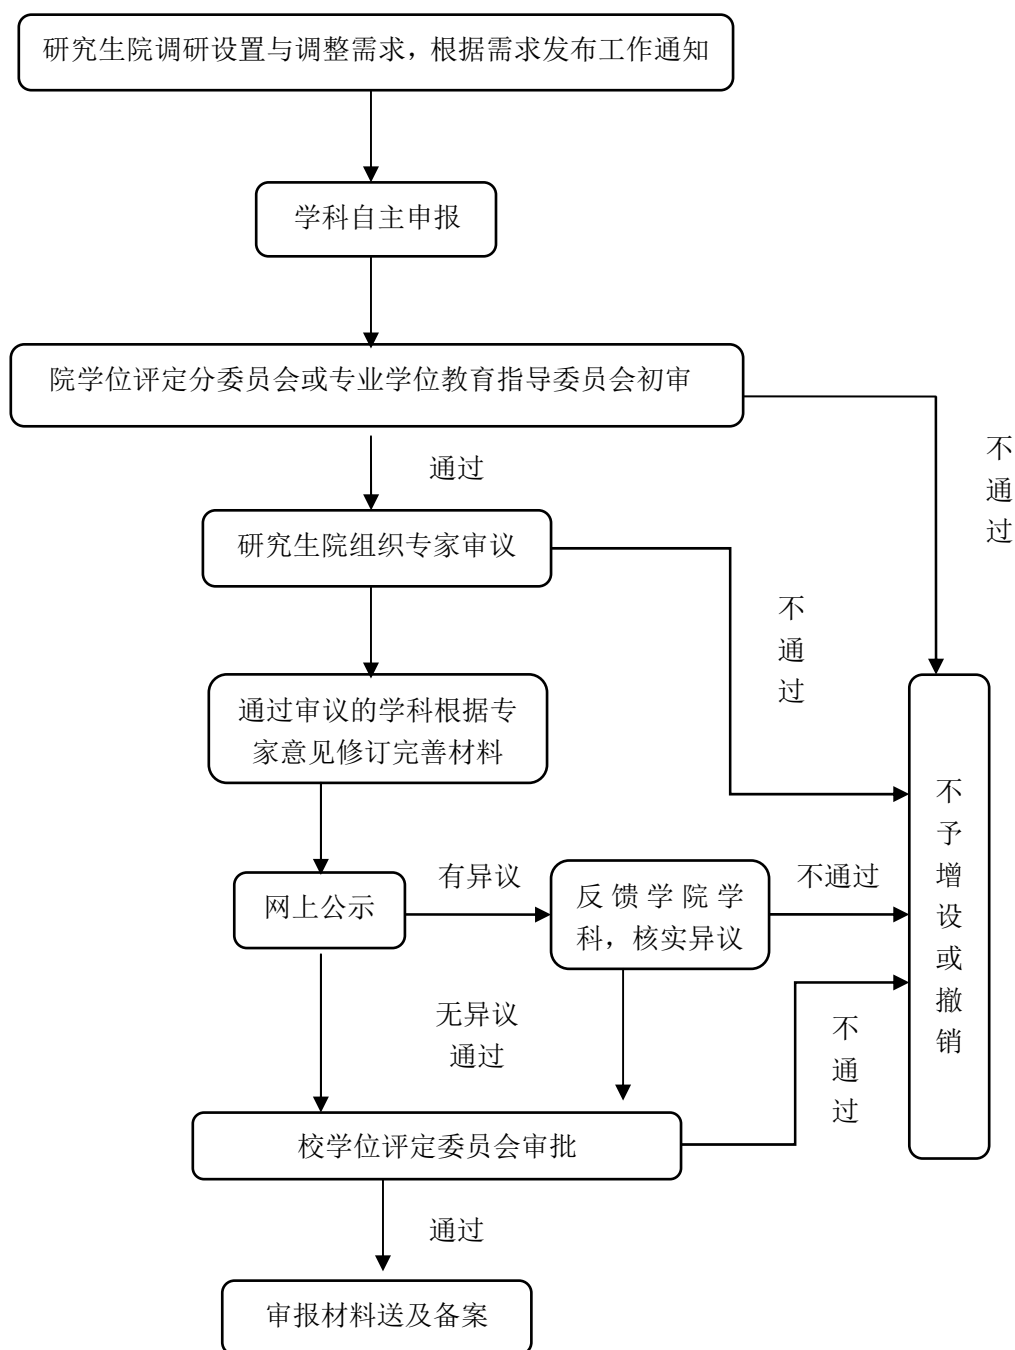 研究生院调研设置与调整需求，根据需求发布工作通知
学科自主申报
院学位评定分委员会或专业学位教育指导委员会初审
不通过
通过
研究生院组织专家审议
不通过
通过审议的学科根据专
家意见修订完善材料
不予增设或撤销
网上公示
有异议
反馈学院学
科，核实异议
不通过
无异议
通过
不通过
校学位评定委员会审批
通过
审报材料送及备案